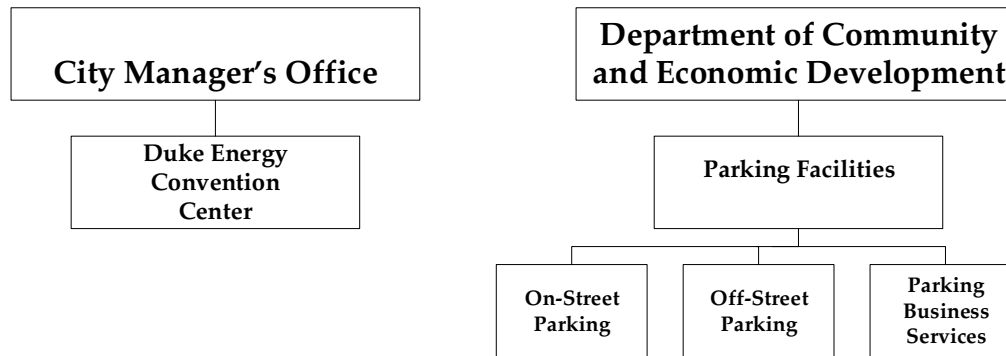 City Manager’s Office
Duke Energy
Convention
Center
Department of Community
and Economic Development
Parking Facilities
On-Street
Parking
Off-Street
Parking
Parking
Business
Services